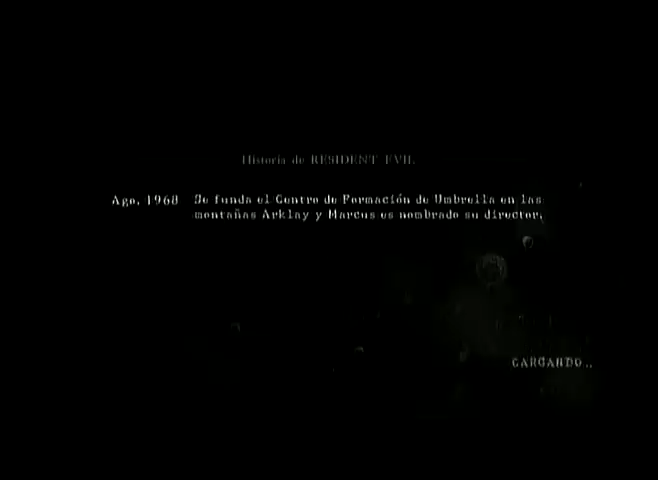 Historia de RESIDENT EVIL
Ago. 1968 Se funda el Centro de Formación de Umbrella en las
montañas Arklay y Marcus es nombrado su director.
CARGANDO..